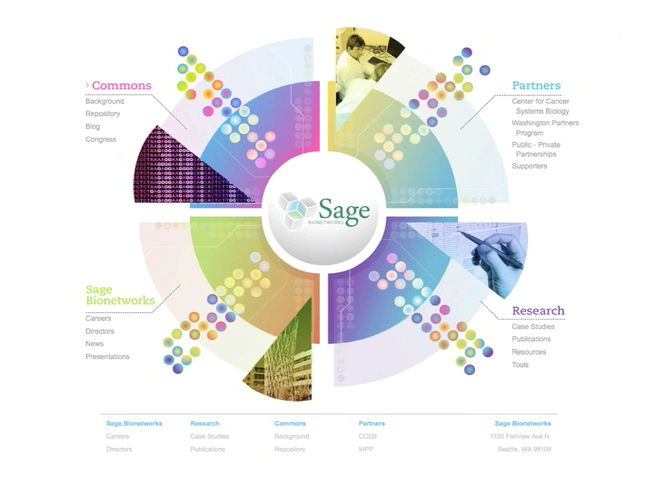 › Commons
Background
Repository
Blog
Congress
Partners
Center for Cancer
Systems Biology
Washington Partners
Program
Public - Private
Partnerships
Supporters
Sage
BIONETWORKS
Sage
Bionetworks
Careers
Directors
News
Presentations
Research
Case Studies
Publications
Resources
Tools
Sage Bionetworks Research Commons Partners Sage Bionetworks
Careers Case Studies Background CCSB 1100 Fairview Ave N.
Directors Publications Repository WPP Seattle, WA 98109